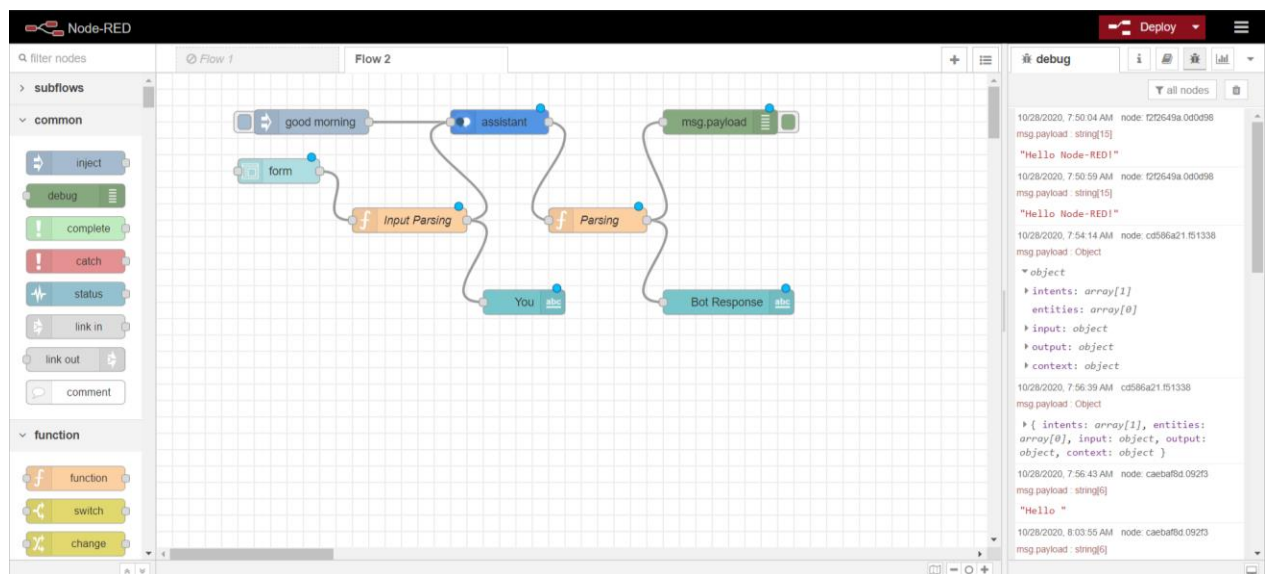 Node-RED
Deploy
filter nodes
subflows
common
inject
debug
complete
catch
status
link in
link out
comment
function
function
switch
change
Flow 1
Flow 2
good morning
assistant
msg.payload
form
Input Parsing
Parsing
You
abc
Bot Response
abc
debug
i
all nodes
10/28/2020, 7:50:04 AM node: f2f2649a.0d0d98
msg.payload : string[15]
"Hello Node-RED!"
10/28/2020, 7:50:59 AM node: f2f2649a.0d0d98
msg.payload : string[15]
"Hello Node-RED!"
10/28/2020, 7:54:14 AM node: cd586a21.f51338
msg.payload : Object
object
intents: array[1]
entities: array[0]
input: object
output: object
context: object
10/28/2020, 7:56:39 AM cd586a21.f51338
msg.payload : Object
{ intents: array[1], entities:
array[0], input: object, output:
object, context: object }
10/28/2020, 7:56:43 AM node: caebaf8d.092f3
msg.payload : string[6]
"Hello "
10/28/2020, 8:03:55 AM node: caebaf8d.092f3
msg.payload : string[6]